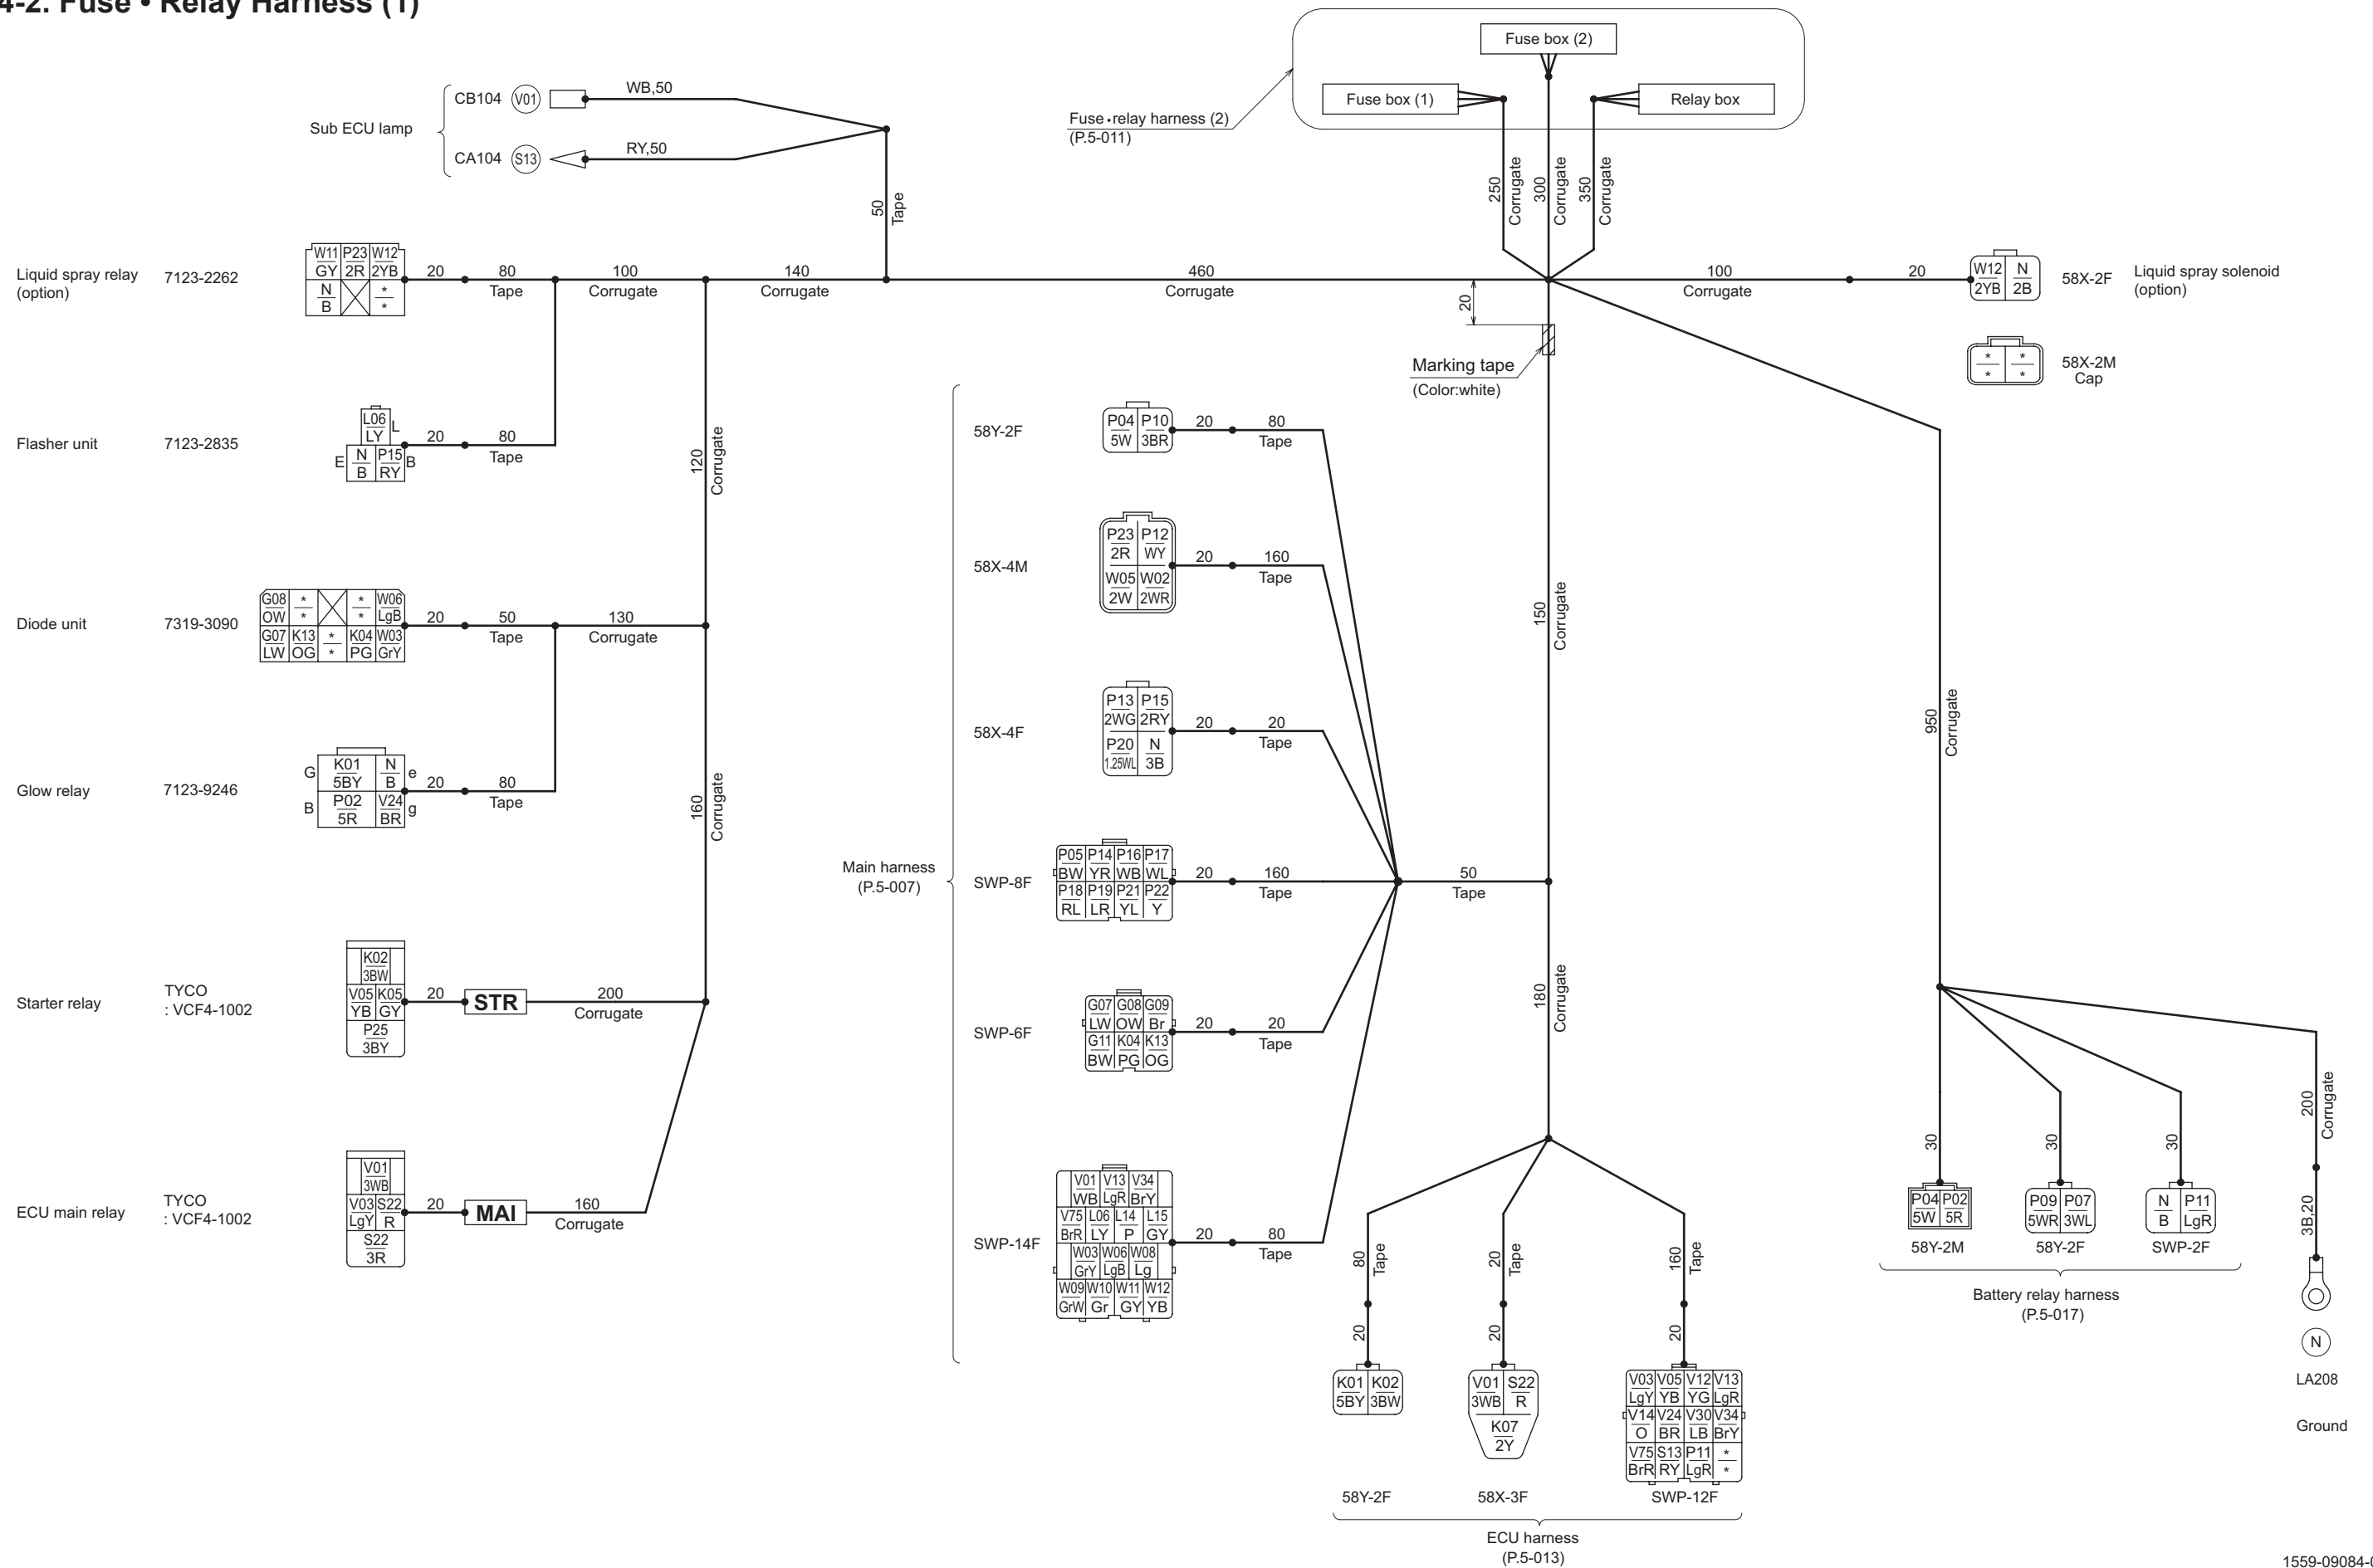 4-2. Fuse • Relay Harness (1)
Fuse box (2)
Fuse box (1)
Relay box
Fuse•relay harness (2)
(P.5-011)
250
Corrugate
300
Corrugate
350
Corrugate
Sub ECU lamp
CB104
V01
WB,50
CA104
S13
RY,50
50
Tape
Liquid spray relay
(option)
7123-2262
W11 P23 W12
GY 2R 2YB
N *
B *
20
80
Tape
100
Corrugate
140
Corrugate
460
Corrugate
100
Corrugate
20
W12 N
2YB 2B
58X-2F
Liquid spray solenoid
(option)
* *
* *
58X-2M
Cap
20
Marking tape
(Color:white)
Flasher unit
7123-2835
L06
LY
L
E
N P15
B RY
B
20
80
Tape
120
Corrugate
Diode unit
7319-3090
G08 * * W06
OW * * LgB
G07 K13 * K04 W03
LW OG * PG GrY
20
50
Tape
130
Corrugate
Glow relay
7123-9246
G
K01 N
5BY B
e
B
P02 V24
5R BR
g
20
80
Tape
160
Corrugate
Starter relay
TYCO
: VCF4-1002
K02
3BW
V05 K05
YB GY
P25
3BY
20
STR
200
Corrugate
ECU main relay
TYCO
: VCF4-1002
V01
3WB
V03 S22
LgY R
S22
3R
20
MAI
160
Corrugate
Main harness
(P.5-007)
58Y-2F
P04 P10
5W 3BR
20
80
Tape
58X-4M
P23 P12
2R WY
W05 W02
2W 2WR
20
160
Tape
58X-4F
P13 P15
2WG 2RY
P20 N
1.25WL 3B
20
20
Tape
SWP-8F
P05 P14 P16 P17
BW YR WB WL
P18 P19 P21 P22
RL LR YL Y
20
160
Tape
50
Tape
SWP-6F
G07 G08 G09
LW OW Br
G11 K04 K13
BW PG OG
20
20
Tape
SWP-14F
V01 V13 V34
WB LgR BrY
V75 L06 L14 L15
BrR LY P GY
W03 W06 W08
GrY LgB Lg
W09 W10 W11 W12
GrW Gr GY YB
20
80
Tape
150
Corrugate
180
Corrugate
80
Tape
20
20
Tape
20
160
Tape
20
K01 K02
5BY 3BW
58Y-2F
V01 S22
3WB R
K07
2Y
58X-3F
V03 V05 V12 V13
LgY YB YG LgR
V14 V24 V30 V34
O BR LB BrY
V75 S13 P11 *
BrR RY LgR *
SWP-12F
ECU harness
(P.5-013)
950
Corrugate
30
30
30
P04 P02
5W 5R
58Y-2M
P09 P07
5WR 3WL
58Y-2F
N P11
B LgR
SWP-2F
Battery relay harness
(P.5-017)
200
Corrugate
3B,20
N
LA208
Ground
1559-09084-0